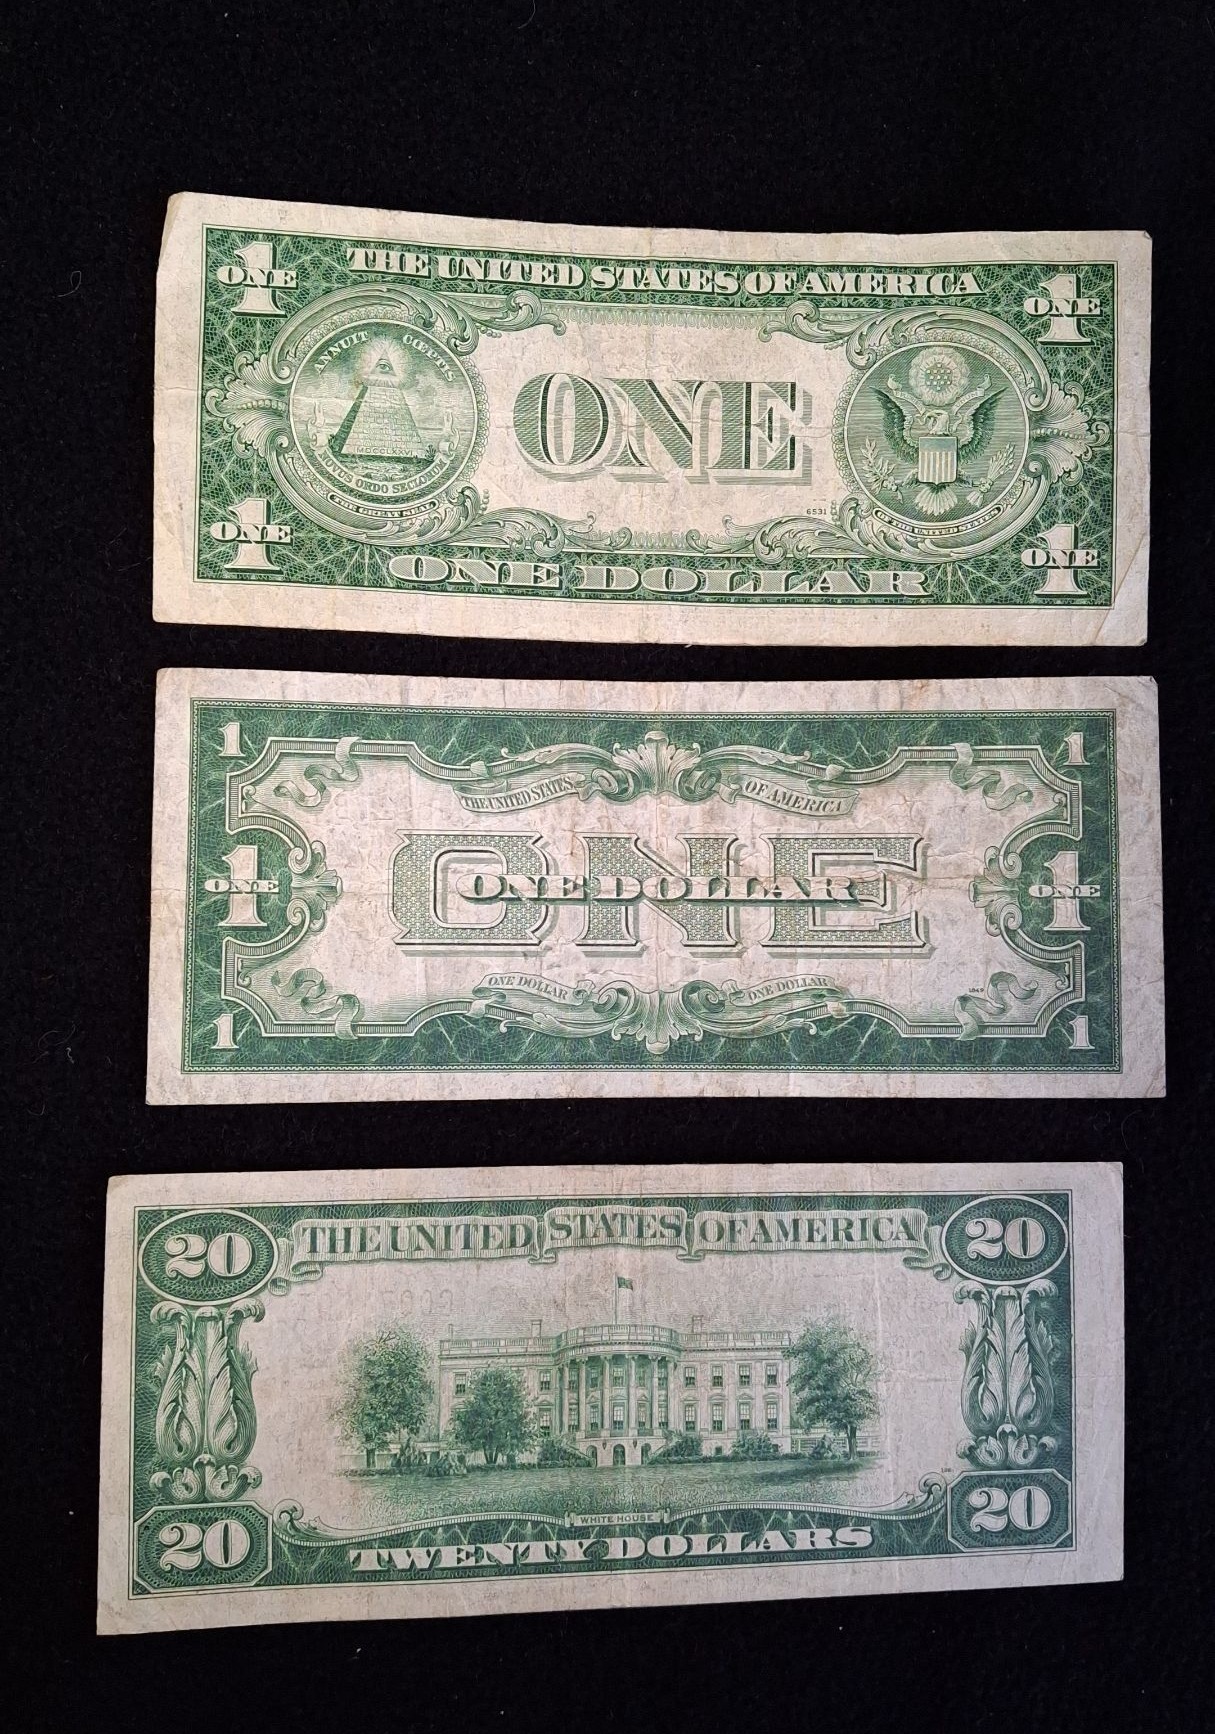 THE UNITED STATES OF AMERICA
1 ONE
1 ONE
ANNUIT CŒPTIS
MDCCLXXVI
NOVUS ORDO SECLORUM
THE GREAT SEAL
ONE
6531
OF THE UNITED STATES
1 ONE
1 ONE
ONE DOLLAR
1
1
THE UNITED STATES OF AMERICA
1 ONE
ONE
ONE DOLLAR
1 ONE
ONE DOLLAR
ONE DOLLAR
1849
1
1
20
THE UNITED STATES OF AMERICA
20
WHITE HOUSE
20
TWENTY DOLLARS
20